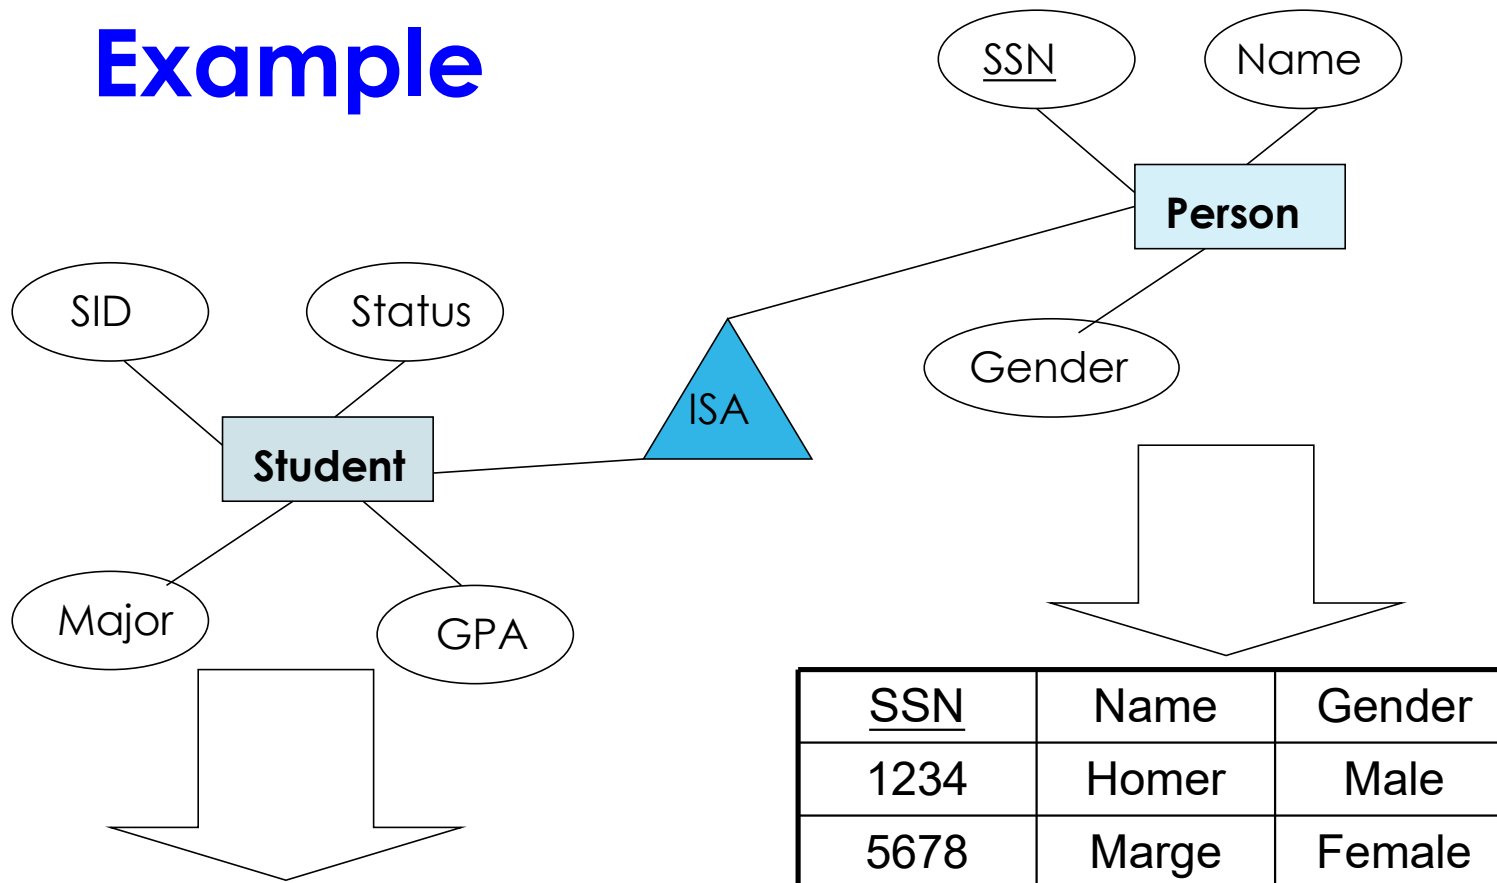 Example
SSN
Name
Person
SID
Status
Gender
ISA
Student
Major
GPA
SSN Name Gender
1234 Homer Male
5678 Marge Female